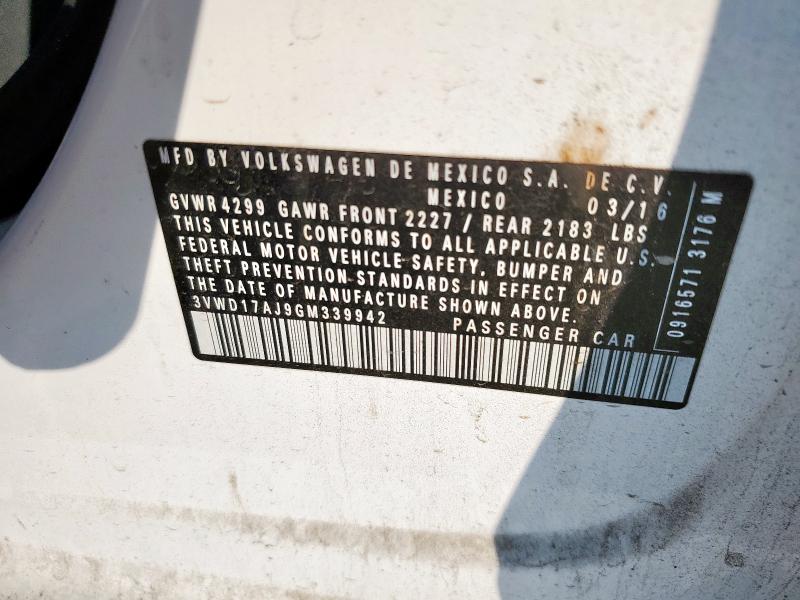 MFD BY VOLKSWAGEN DE MEXICO S.A. DE C.V.
MEXICO 03/16
GVWR 4299 GAWR FRONT 2227 / REAR 2183 LBS
THIS VEHICLE CONFORMS TO ALL APPLICABLE U.S.
FEDERAL MOTOR VEHICLE SAFETY, BUMPER AND
THEFT PREVENTION STANDARDS IN EFFECT ON
THE DATE OF MANUFACTURE SHOWN ABOVE.
3VWD17AJ9GM339942 PASSENGER CAR
0916571 3176 M